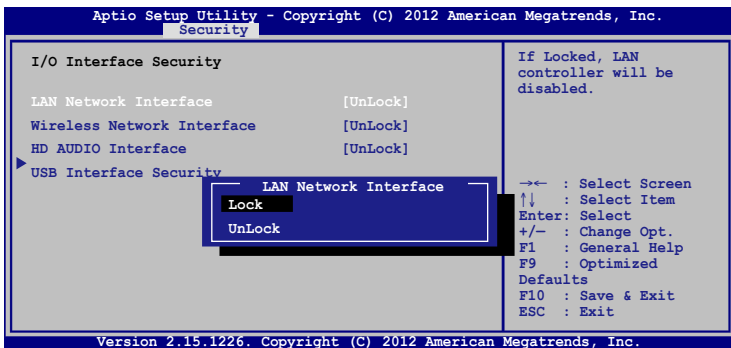 Aptio Setup Utility - Copyright (C) 2012 American Megatrends, Inc.
Security
I/O Interface Security
LAN Network Interface [UnLock]
Wireless Network Interface [UnLock]
HD AUDIO Interface [UnLock]
USB Interface Security
LAN Network Interface
Lock
UnLock
If Locked, LAN
controller will be
disabled.
→← : Select Screen
↑↓ : Select Item
Enter: Select
+/— : Change Opt.
F1 : General Help
F9 : Optimized
Defaults
F10 : Save & Exit
ESC : Exit
Version 2.15.1226. Copyright (C) 2012 American Megatrends, Inc.